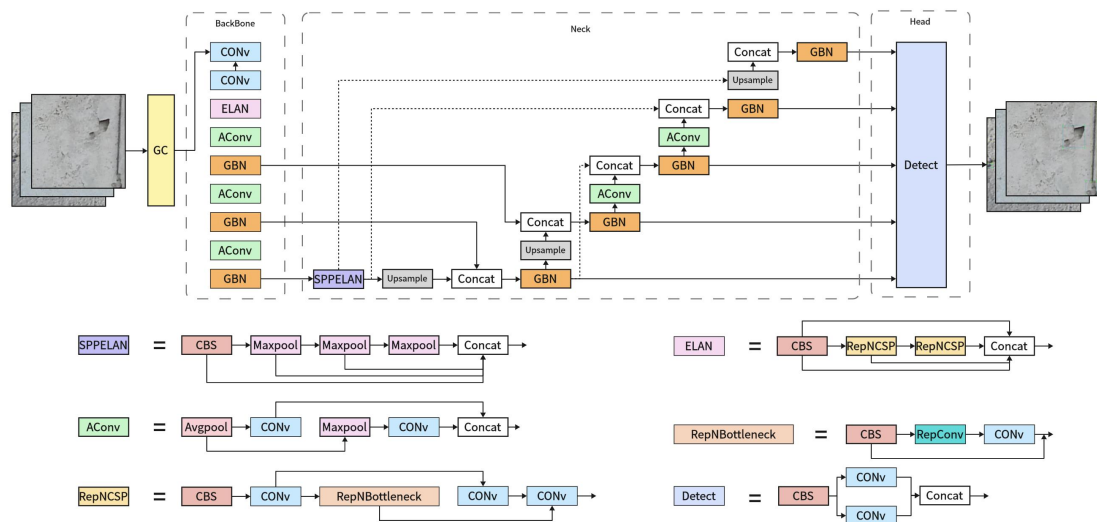 BackBone
Neck
Head
CONv
Concat
GBN
CONv
Upsample
ELAN
Concat
GBN
AConv
AConv
GC
GBN
Concat
GBN
Detect
AConv
AConv
GBN
Concat
GBN
AConv
Upsample
GBN
SPPELAN
Upsample
Concat
GBN
SPPELAN = CBS Maxpool Maxpool Maxpool Concat
ELAN = CBS RepNCSP RepNCSP Concat
AConv = Avgpool CONv Maxpool CONv Concat
RepNBottleneck = CBS RepConv CONv
RepNCSP = CBS CONv RepNBottleneck CONv CONv
Detect = CBS CONv CONv Concat